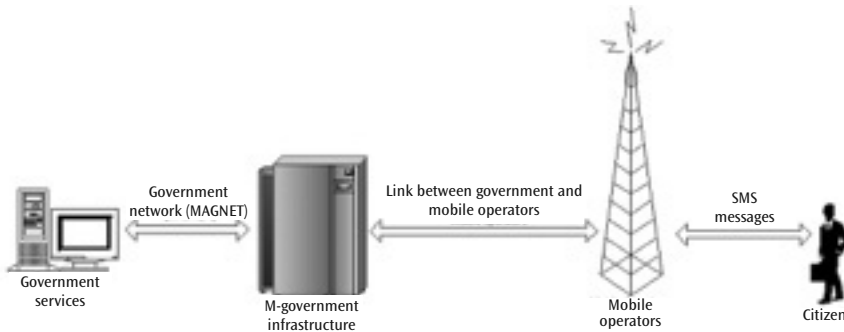 Government
network (MAGNET)
Link between government and
mobile operators
SMS
messages
Government
services
M-government
infrastructure
Mobile
operators
Citizen